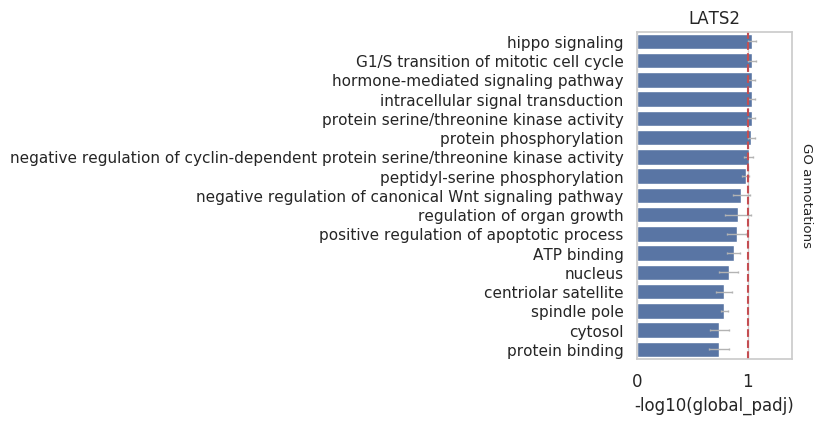 LATS2
hippo signaling
G1/S transition of mitotic cell cycle
hormone-mediated signaling pathway
intracellular signal transduction
protein serine/threonine kinase activity
protein phosphorylation
negative regulation of cyclin-dependent protein serine/threonine kinase activity
peptidyl-serine phosphorylation
negative regulation of canonical Wnt signaling pathway
regulation of organ growth
positive regulation of apoptotic process
ATP binding
nucleus
centriolar satellite
spindle pole
cytosol
protein binding
GO annotations
0 1
-log10(global_padj)